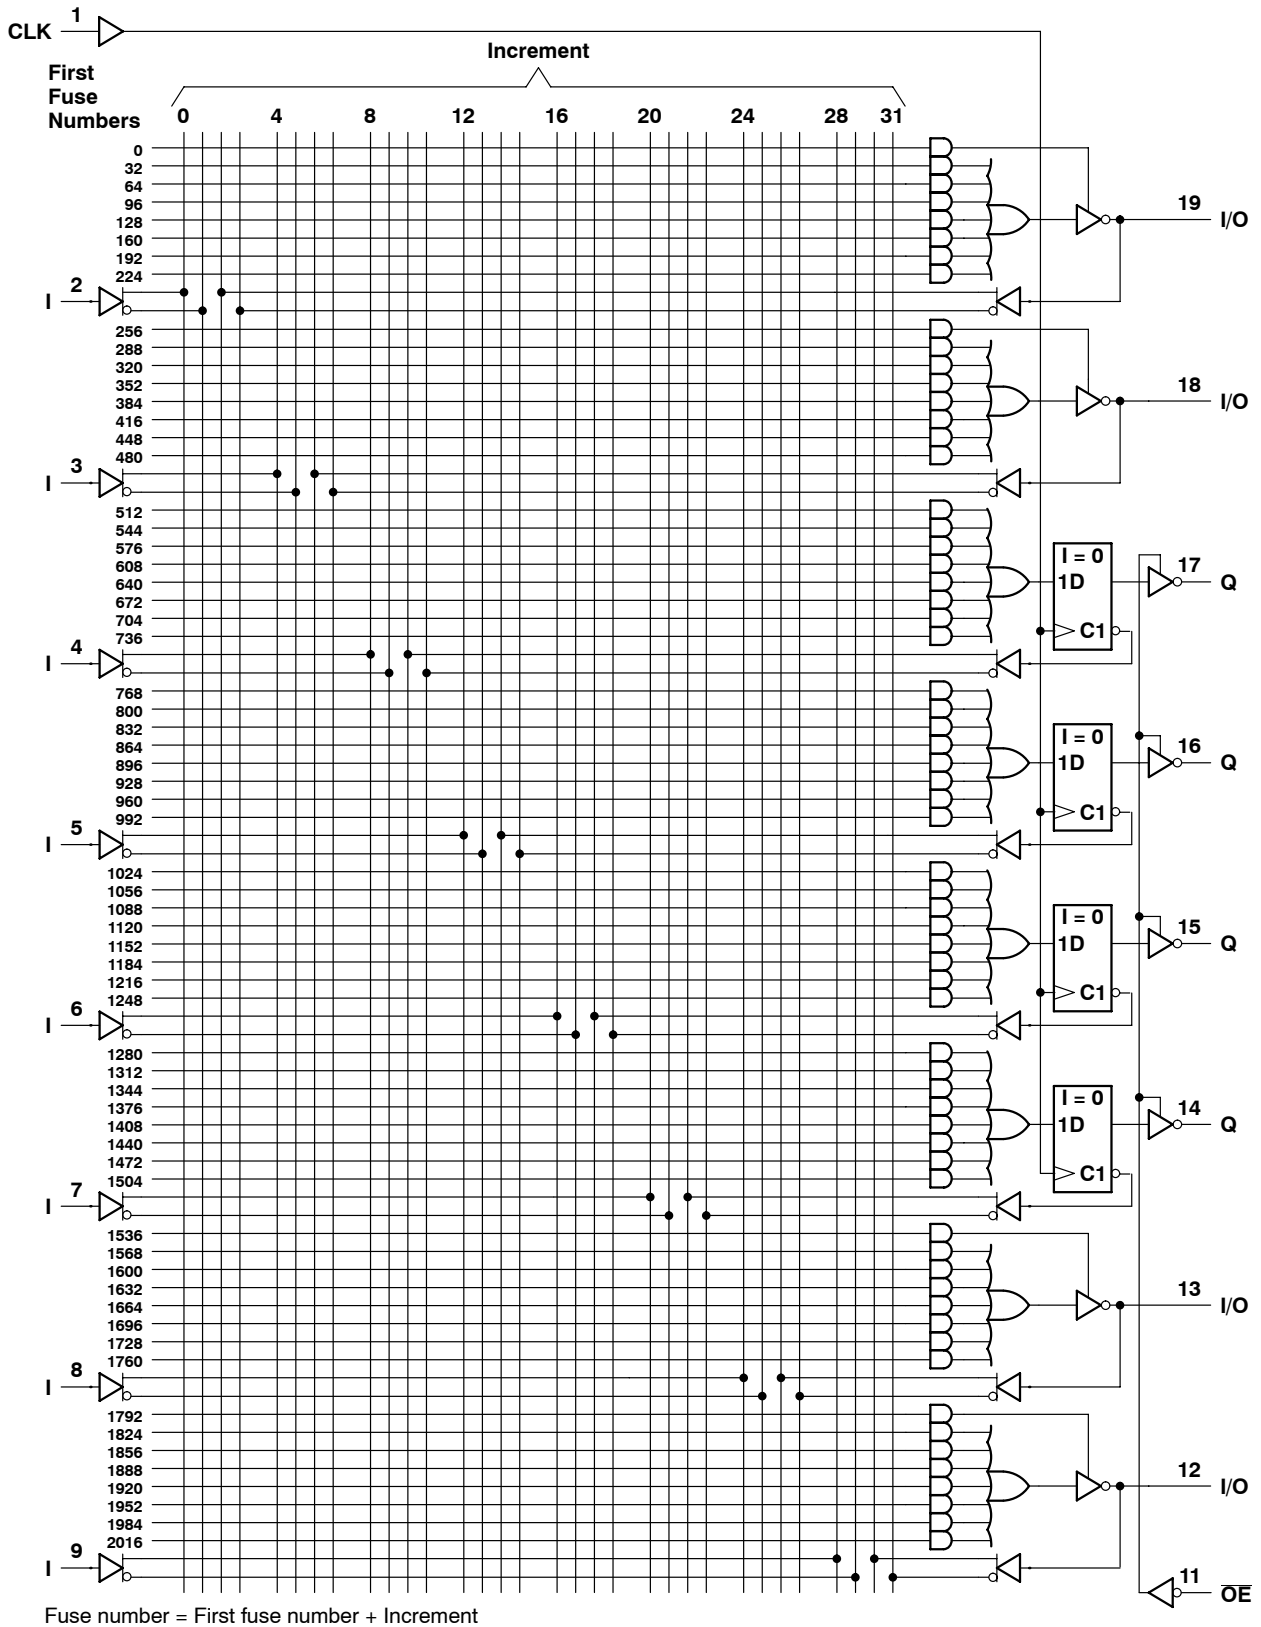 1
CLK
Increment
First
Fuse
Numbers
0 4 8 12 16 20 24 28 31
0
32
64
96
128
160
192
224
19
I/O
2
I
256
288
320
352
384
416
448
480
18
I/O
3
I
512
544
576
608
640
672
704
736
I = 0
1D
C1
17
Q
4
I
768
800
832
864
896
928
960
992
I = 0
1D
C1
16
Q
5
I
1024
1056
1088
1120
1152
1184
1216
1248
I = 0
1D
C1
15
Q
6
I
1280
1312
1344
1376
1408
1440
1472
1504
I = 0
1D
C1
14
Q
7
I
1536
1568
1600
1632
1664
1696
1728
1760
13
I/O
8
I
1792
1824
1856
1888
1920
1952
1984
2016
12
I/O
9
I
11
OE
Fuse number = First fuse number + Increment